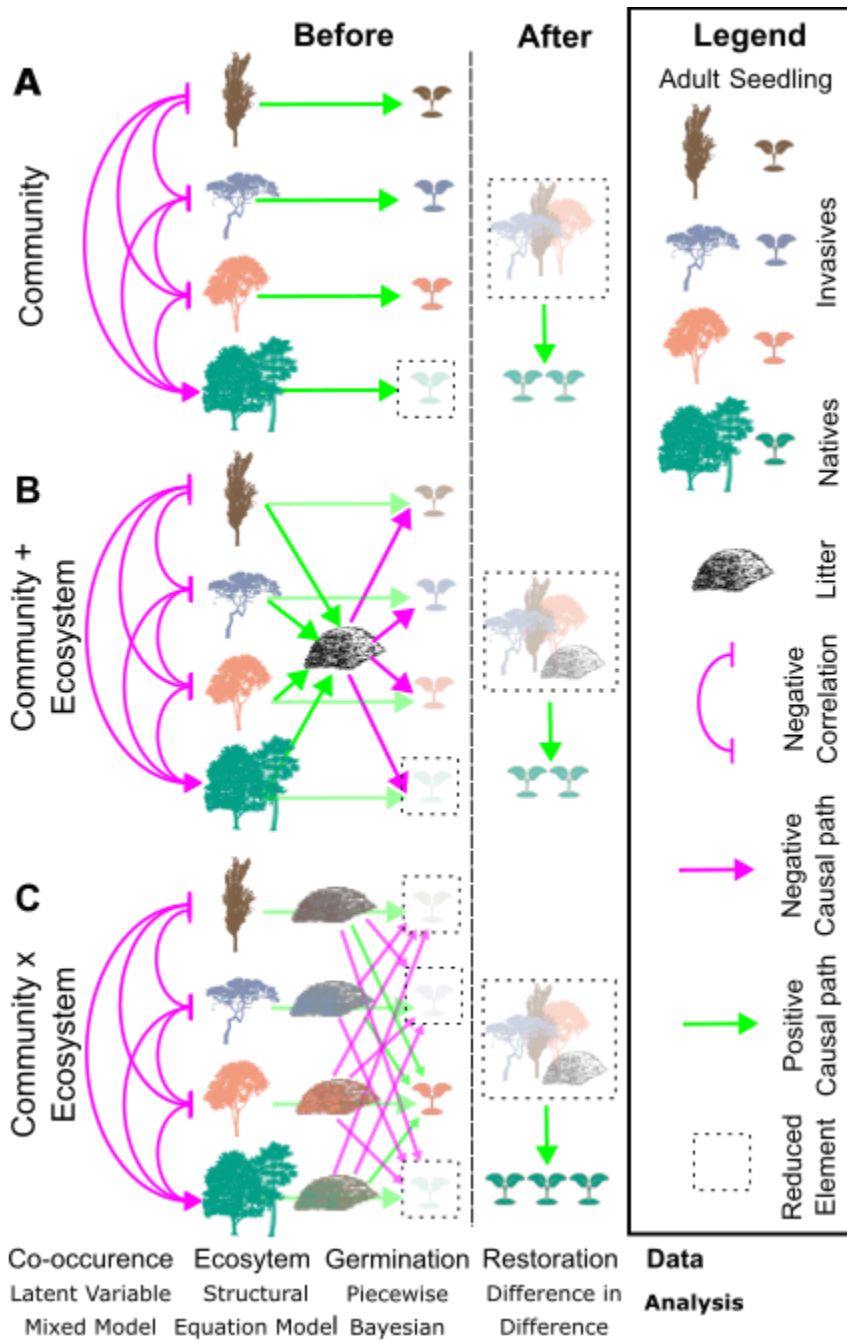 Before
After
Legend
Adult Seedling
A
Community
Invasives
Natives
B
Community +
Ecosystem
Litter
Negative
Correlation
Negative
Causal path
C
Community x
Ecosystem
Positive
Causal path
Reduced
Element
Co-occurence Ecosytem Germination Restoration Data
Latent Variable Structural Piecewise Difference in Analysis
Mixed Model Equation Model Bayesian Difference